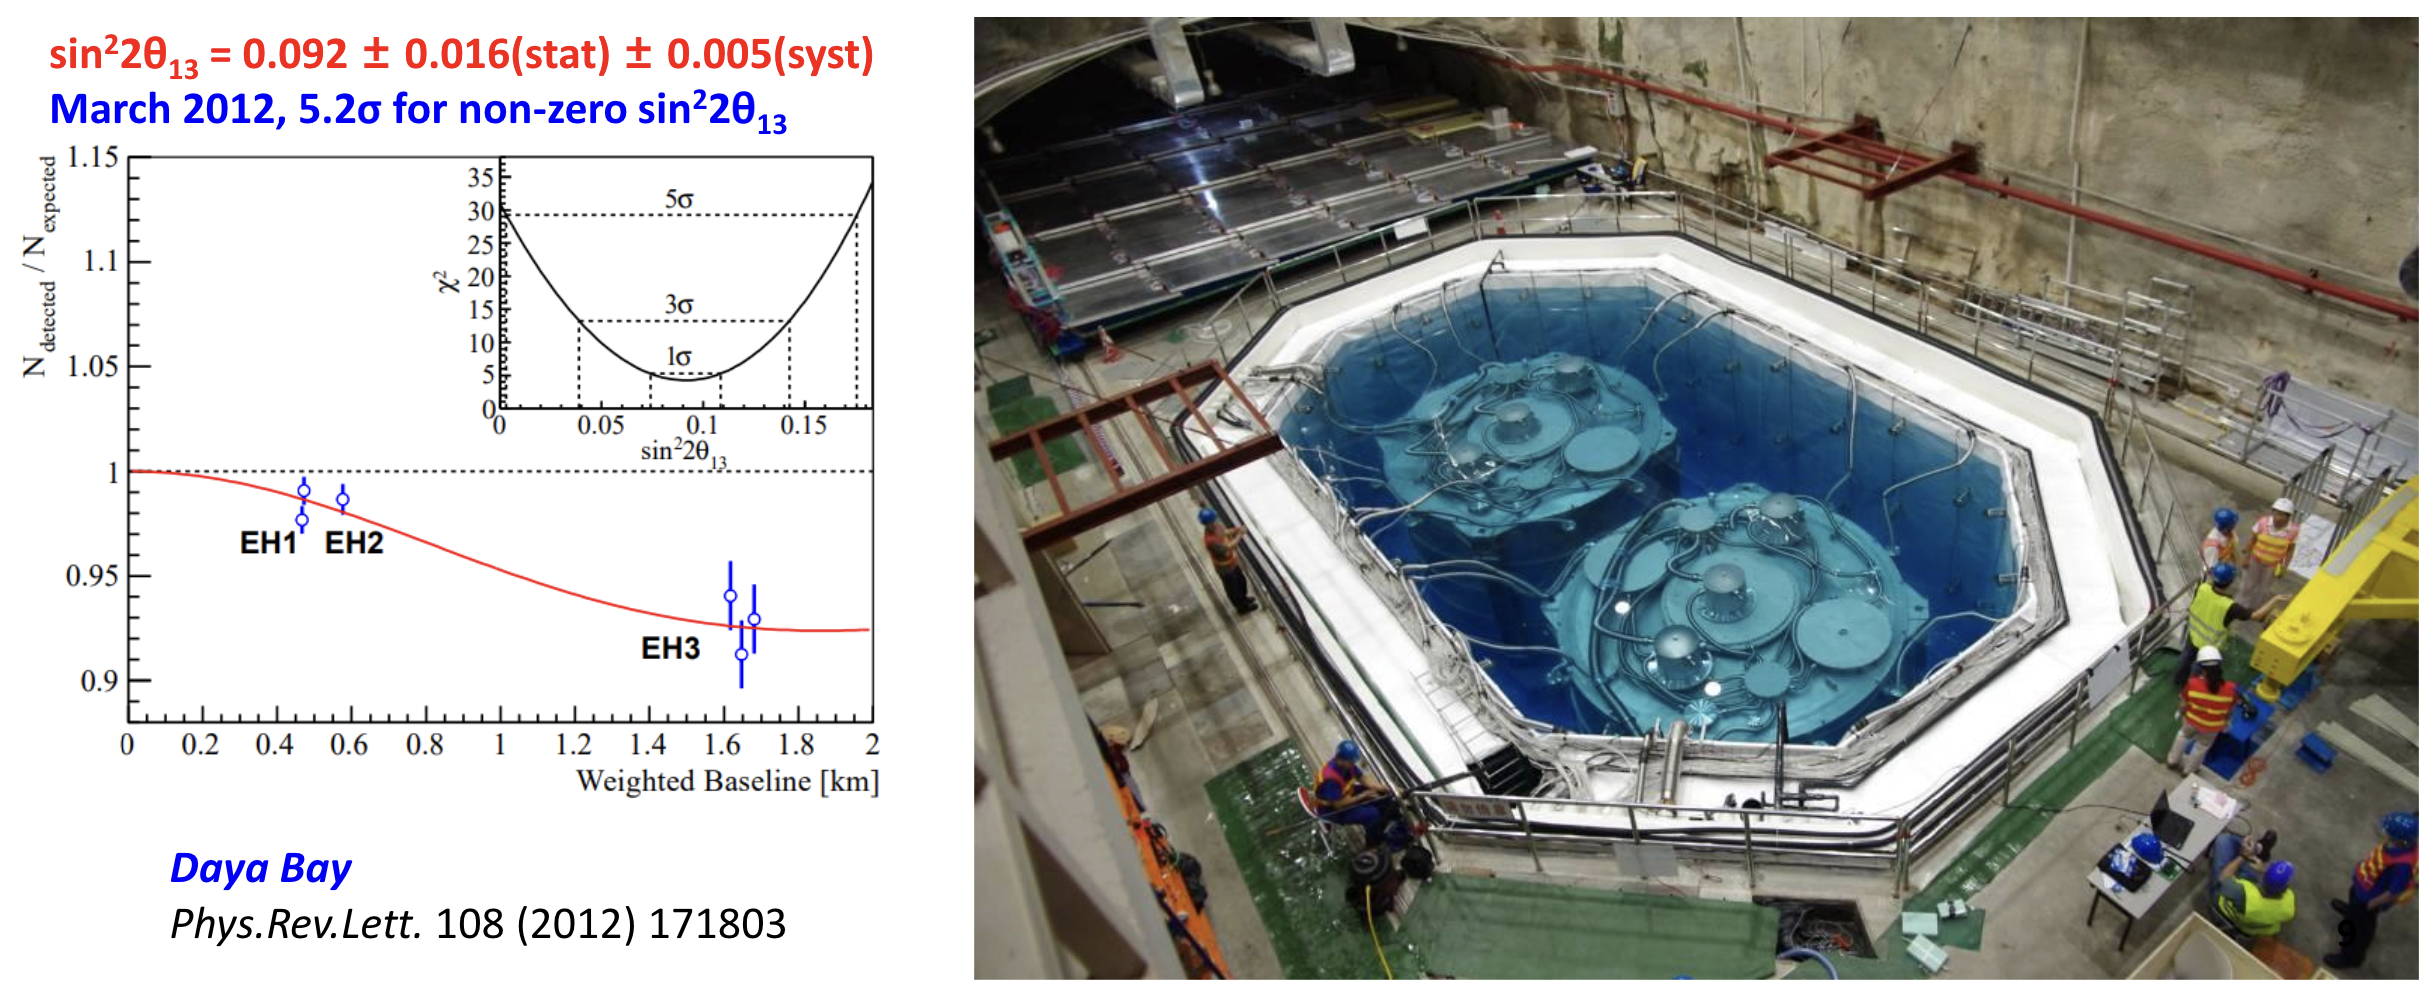 sin²2θ₁₃ = 0.092 ± 0.016(stat) ± 0.005(syst)
March 2012, 5.2σ for non-zero sin²2θ₁₃
N detected / N expected
1.15
1.1
1.05
1
0.95
0.9
χ²
35
30
25
20
15
10
5
0
5σ
3σ
1σ
0 0.05 0.1 0.15
sin²2θ₁₃
EH1 EH2
EH3
0 0.2 0.4 0.6 0.8 1 1.2 1.4 1.6 1.8 2
Weighted Baseline [km]
Daya Bay
Phys.Rev.Lett. 108 (2012) 171803
9